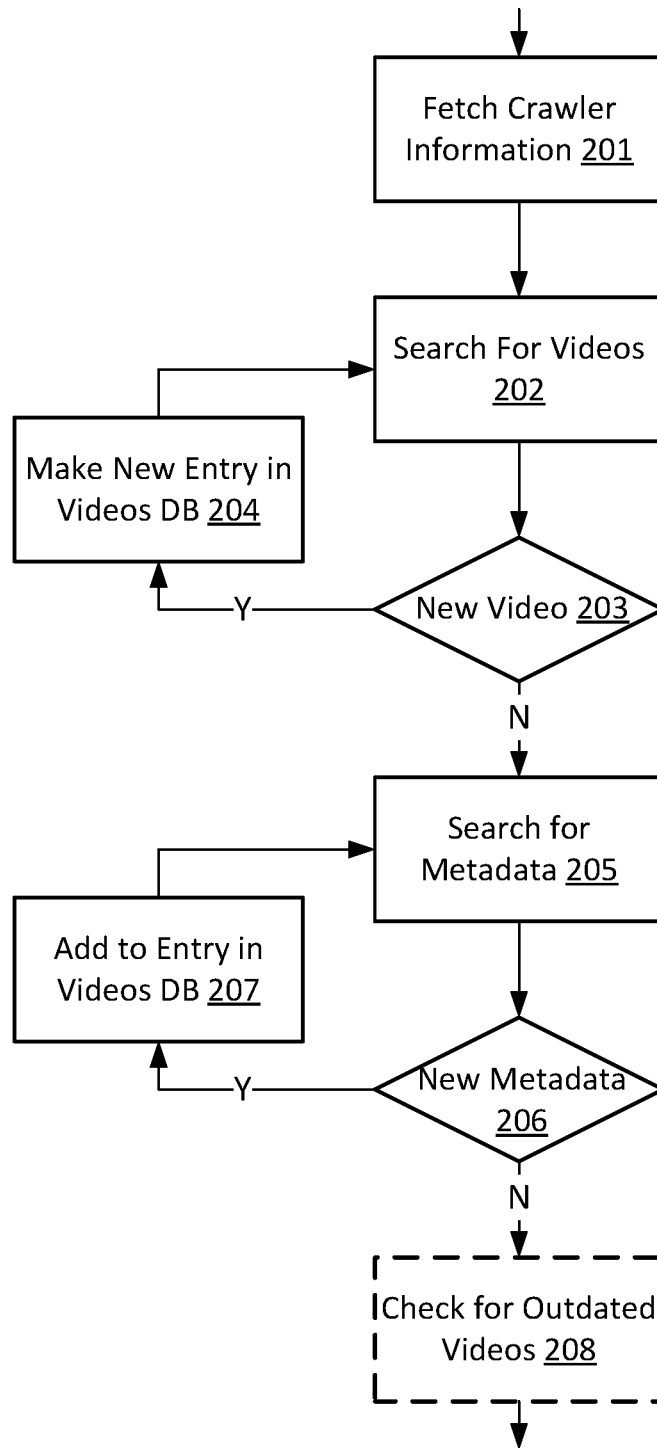 Fetch Crawler
Information 201
Search For Videos
202
Make New Entry in
Videos DB 204
New Video 203
Y
N
Search for
Metadata 205
Add to Entry in
Videos DB 207
New Metadata
206
Y
N
Check for Outdated
Videos 208